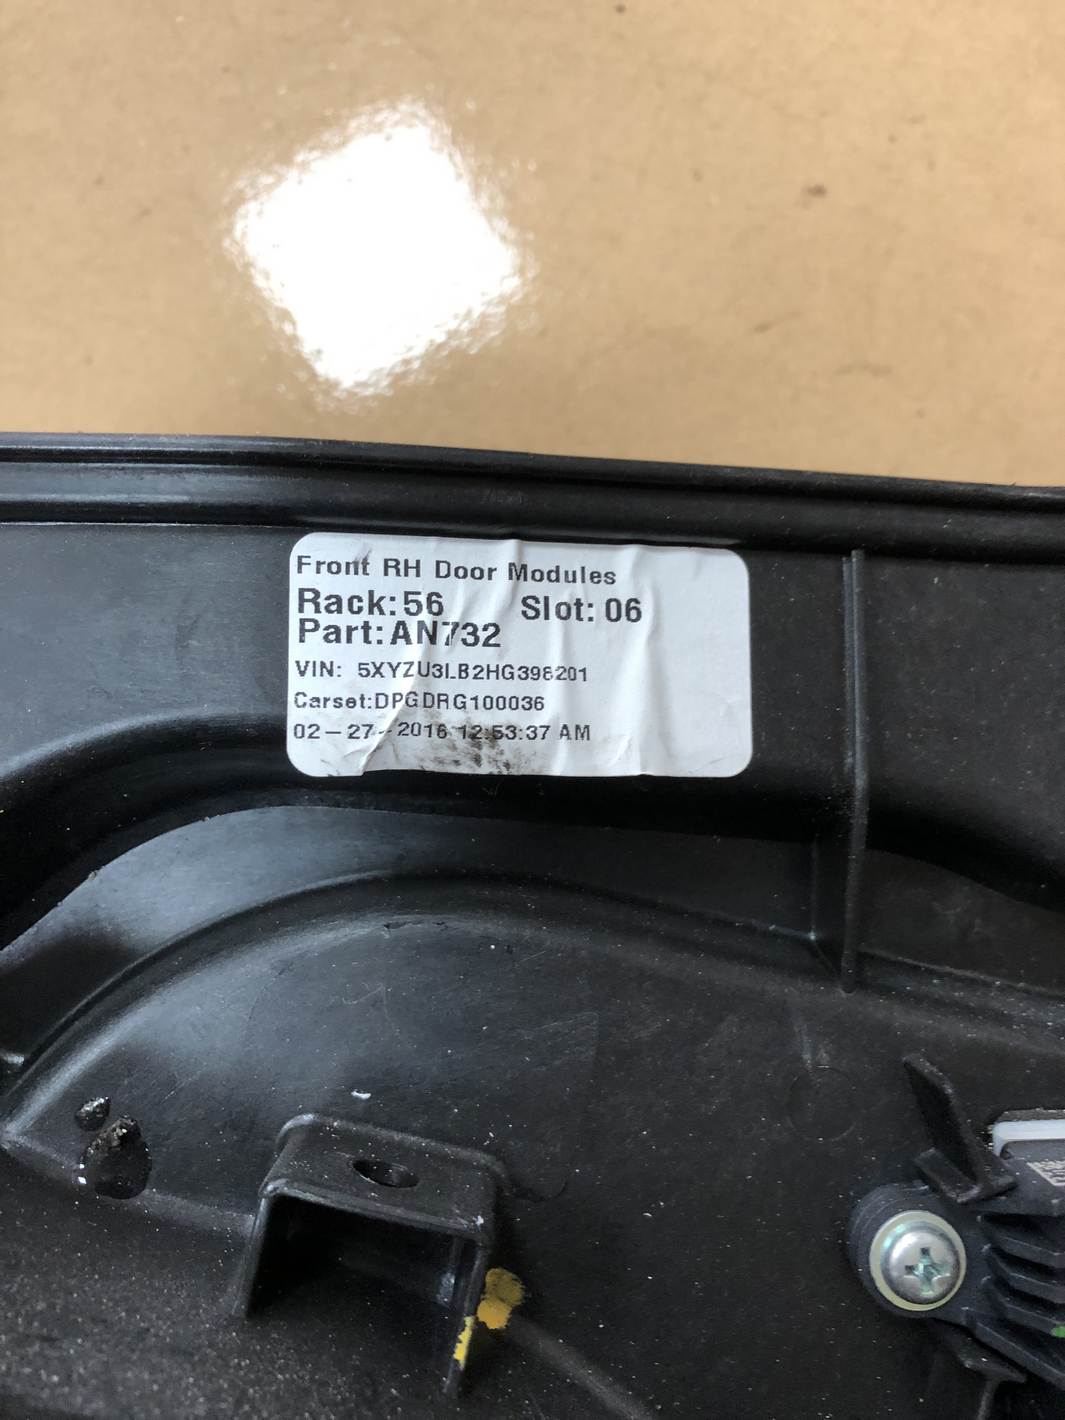 Front RH Door Modules
Rack:56 Slot: 06
Part:AN732
VIN: 5XYZU3LB2HG398201
Carset:DPGDRG100036
02-27-2016 12:53:37 AM